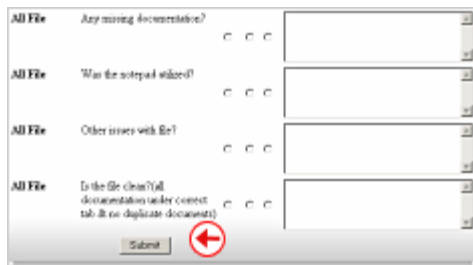 All File Any missing documentation?
All File Was the notepad utilized?
All File Other issues with file?
All File Is the file clean?(all
documentation under correct
tab & no duplicate documents)
Submit